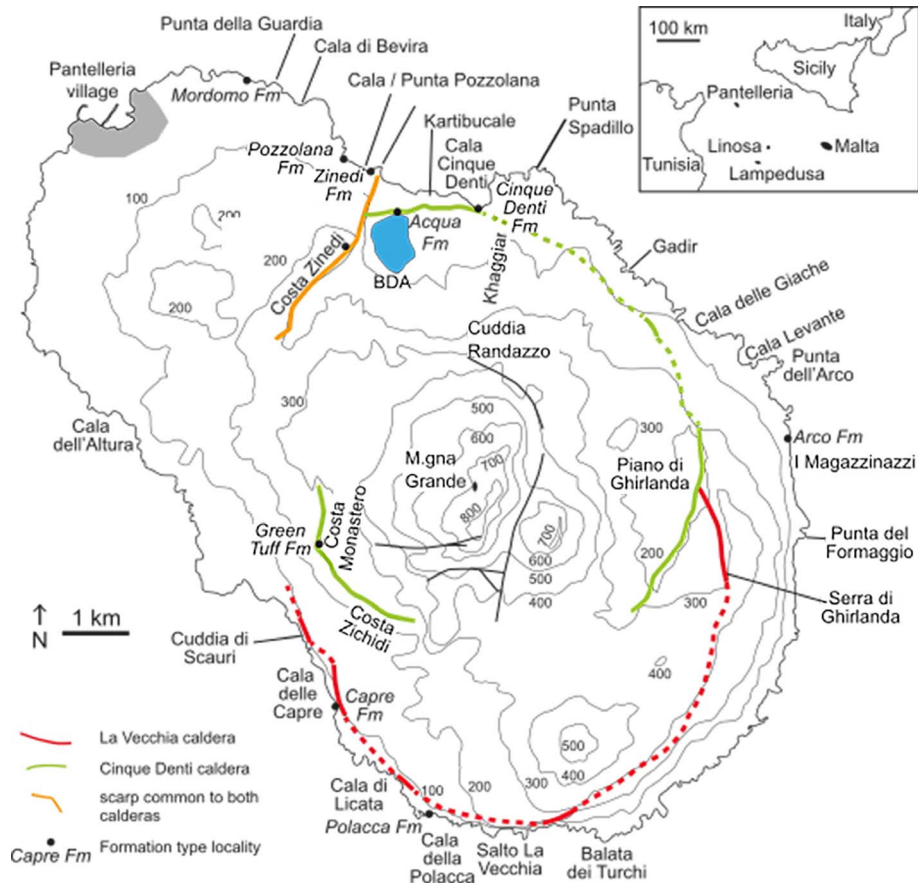 Punta della Guardia
Cala di Bevira
Pantelleria
village
Mordomo Fm
Cala / Punta Pozzolana
Kartibucale
Punta
Spadillo
Cala
Cinque
Denti
Pozzolana
Fm
Zinedi
Fm
Cinque
Denti
Fm
Acqua
Fm
BDA
Khaggiar
Costa Zinedi
Gadir
Cala delle Giache
Cala Levante
Punta
dell'Arco
Cuddia
Randazzo
Arco Fm
I Magazzinazzi
Piano di
Ghirlanda
M.gna
Grande
Cala
dell'Altura
Green
Tuff Fm
Costa
Monastero
Costa
Zichidi
Punta del
Formaggio
Serra di
Ghirlanda
Cuddia di
Scauri
Cala
delle
Capre
Capre
Fm
Cala di
Licata
Polacca Fm
Cala
della
Polacca
Salto La
Vecchia
Balata
dei Turchi
100
200
200
200
300
500
600
700
800
300
700
600
500
400
200
300
400
500
400
300
200
100
N
1 km
La Vecchia caldera
Cinque Denti caldera
scarp common to both
calderas
Capre Fm
Formation type locality
100 km
Italy
Sicily
Pantelleria
Linosa
Malta
Tunisia
Lampedusa